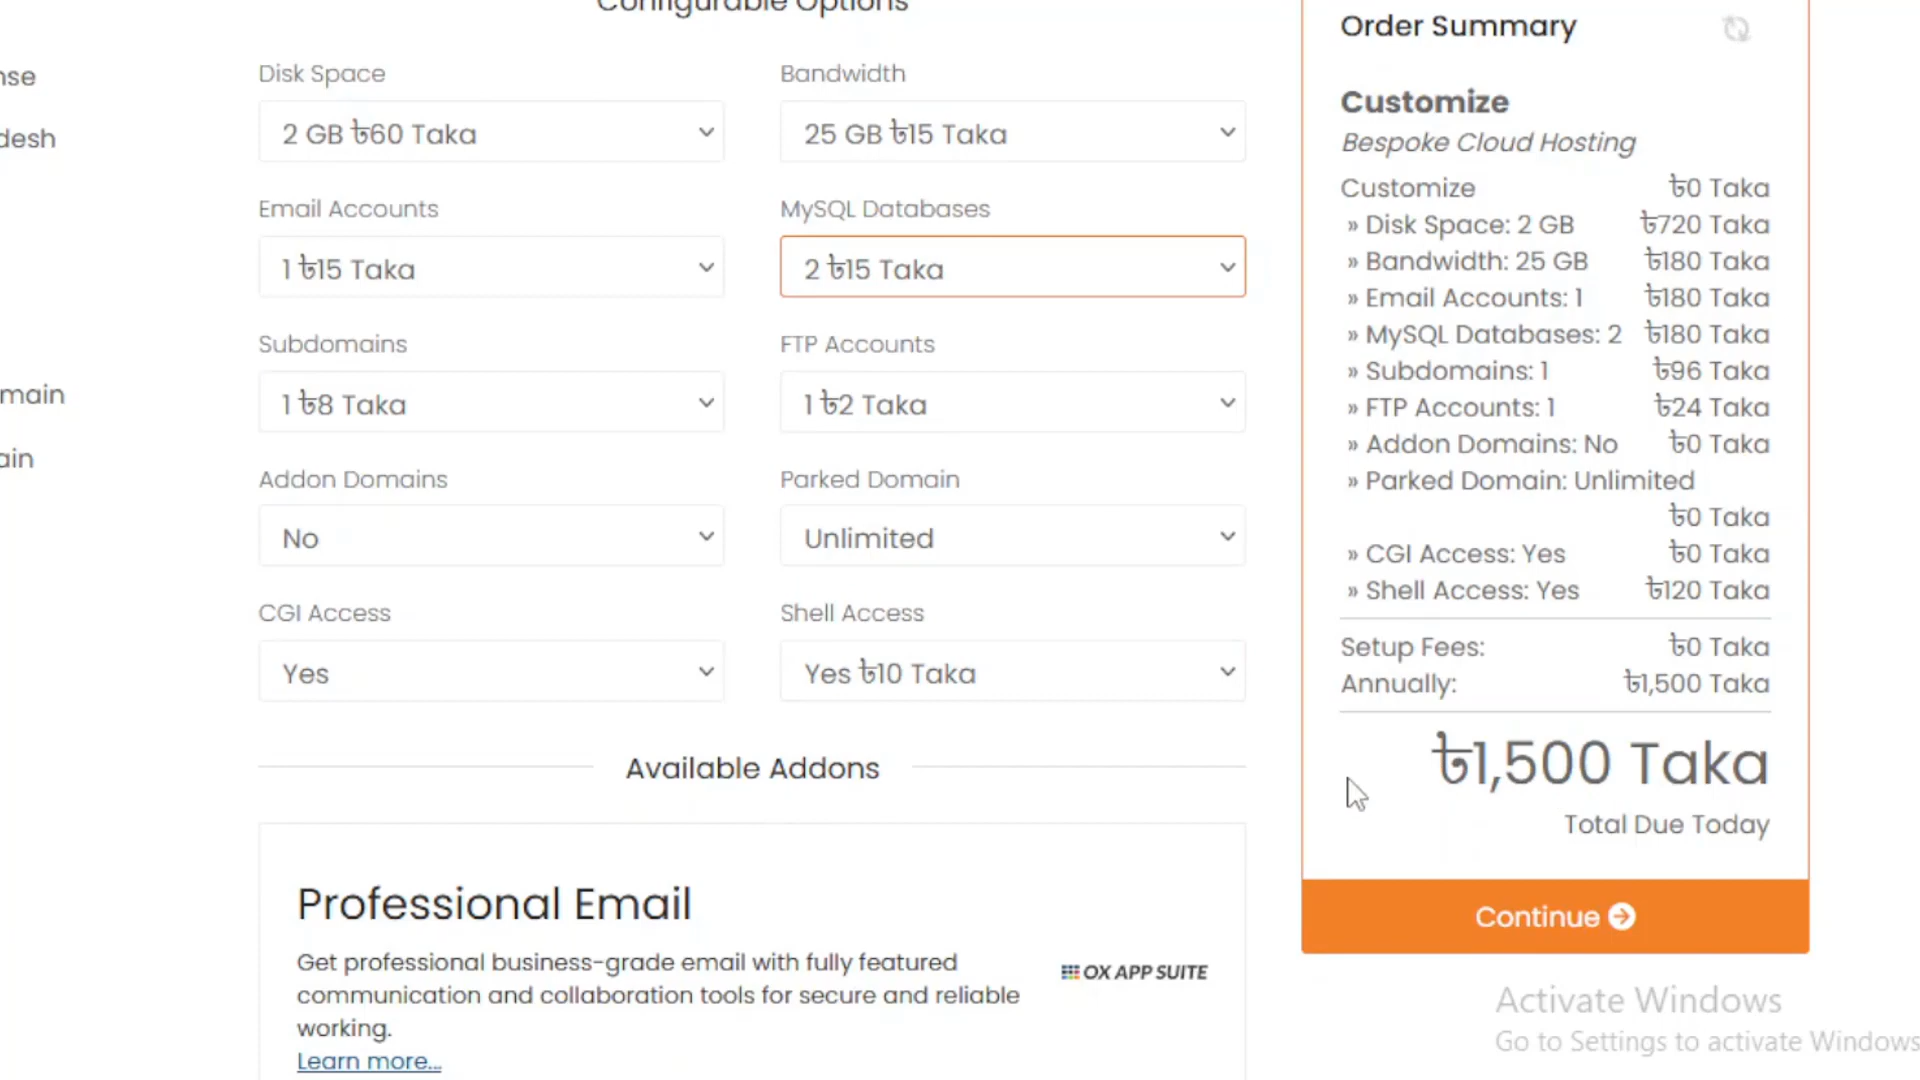 Configurable Options
nse
desh
main
ain
Disk Space
2 GB ৳60 Taka
Bandwidth
25 GB ৳15 Taka
Email Accounts
1 ৳15 Taka
MySQL Databases
2 ৳15 Taka
Subdomains
1 ৳8 Taka
FTP Accounts
1 ৳2 Taka
Addon Domains
No
Parked Domain
Unlimited
CGI Access
Yes
Shell Access
Yes ৳10 Taka
Available Addons
Professional Email
Get professional business-grade email with fully featured
communication and collaboration tools for secure and reliable
working.
Learn more...
OX APP SUITE
Order Summary
Customize
Bespoke Cloud Hosting
Customize ৳0 Taka
» Disk Space: 2 GB ৳720 Taka
» Bandwidth: 25 GB ৳180 Taka
» Email Accounts: 1 ৳180 Taka
» MySQL Databases: 2 ৳180 Taka
» Subdomains: 1 ৳96 Taka
» FTP Accounts: 1 ৳24 Taka
» Addon Domains: No ৳0 Taka
» Parked Domain: Unlimited
৳0 Taka
» CGI Access: Yes ৳0 Taka
» Shell Access: Yes ৳120 Taka
Setup Fees: ৳0 Taka
Annually: ৳1,500 Taka
৳1,500 Taka
Total Due Today
Continue
Activate Windows
Go to Settings to activate Windows